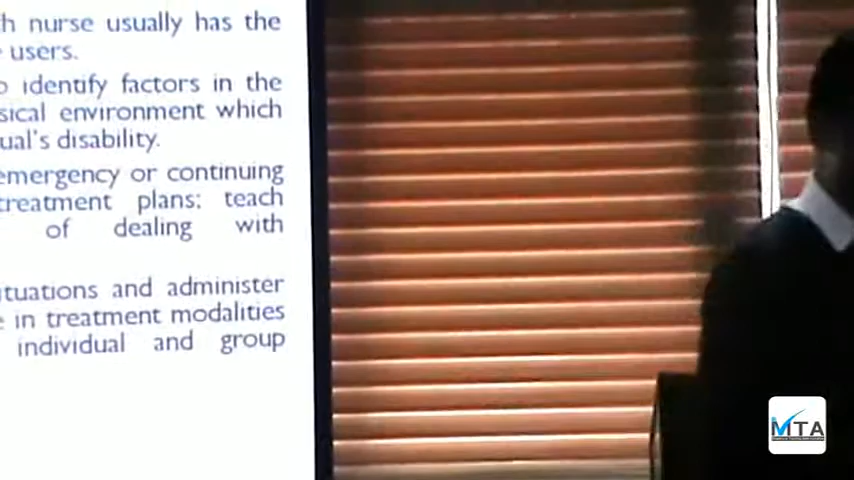 h nurse usually has the
users.
o identify factors in the
sical environment which
ual's disability.
emergency or continuing
treatment plans: teach
of dealing with
tuations and administer
e in treatment modalities
individual and group
MTA